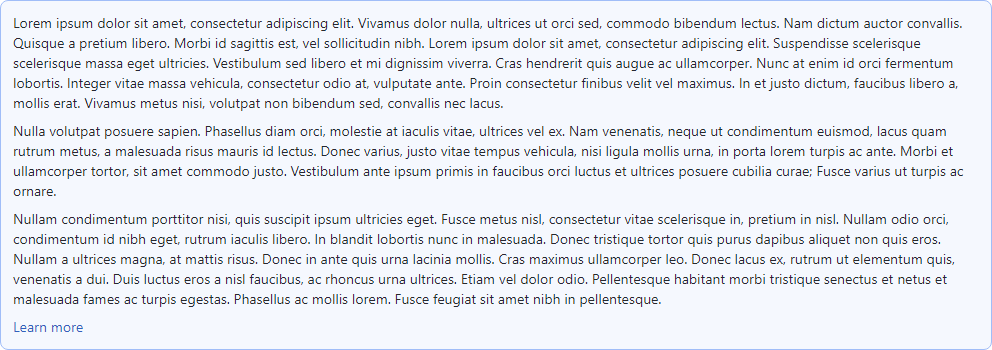 Lorem ipsum dolor sit amet, consectetur adipiscing elit. Vivamus dolor nulla, ultrices ut orci sed, commodo bibendum lectus. Nam dictum auctor convallis.
Quisque a pretium libero. Morbi id sagittis est, vel sollicitudin nibh. Lorem ipsum dolor sit amet, consectetur adipiscing elit. Suspendisse scelerisque
scelerisque massa eget ultricies. Vestibulum sed libero et mi dignissim viverra. Cras hendrerit quis augue ac ullamcorper. Nunc at enim id orci fermentum
lobortis. Integer vitae massa vehicula, consectetur odio at, vulputate ante. Proin consectetur finibus velit vel maximus. In et justo dictum, faucibus libero a,
mollis erat. Vivamus metus nisi, volutpat non bibendum sed, convallis nec lacus.
Nulla volutpat posuere sapien. Phasellus diam orci, molestie at iaculis vitae, ultrices vel ex. Nam venenatis, neque ut condimentum euismod, lacus quam
rutrum metus, a malesuada risus mauris id lectus. Donec varius, justo vitae tempus vehicula, nisi ligula mollis urna, in porta lorem turpis ac ante. Morbi et
ullamcorper tortor, sit amet commodo justo. Vestibulum ante ipsum primis in faucibus orci luctus et ultrices posuere cubilia curae; Fusce varius ut turpis ac
ornare.
Nullam condimentum porttitor nisi, quis suscipit ipsum ultricies eget. Fusce metus nisl, consectetur vitae scelerisque in, pretium in nisl. Nullam odio orci,
condimentum id nibh eget, rutrum iaculis libero. In blandit lobortis nunc in malesuada. Donec tristique tortor quis purus dapibus aliquet non quis eros.
Nullam a ultrices magna, at mattis risus. Donec in ante quis urna lacinia mollis. Cras maximus ullamcorper leo. Donec lacus ex, rutrum ut elementum quis,
venenatis a dui. Duis luctus eros a nisl faucibus, ac rhoncus urna ultrices. Etiam vel dolor odio. Pellentesque habitant morbi tristique senectus et netus et
malesuada fames ac turpis egestas. Phasellus ac mollis lorem. Fusce feugiat sit amet nibh in pellentesque.
Learn more